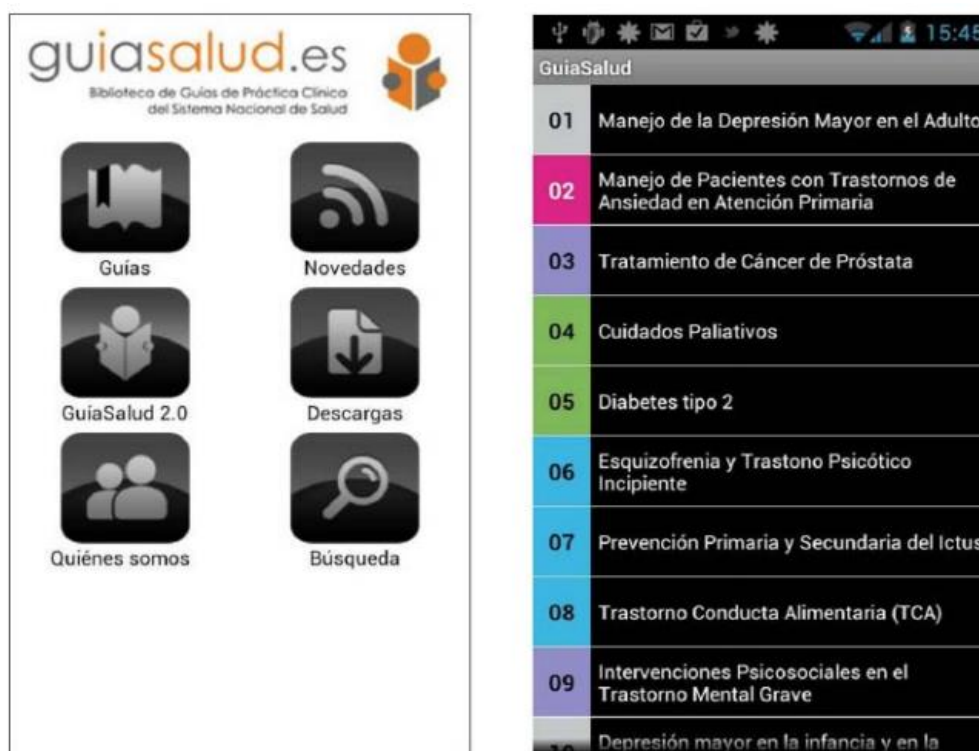 guiasalud.es
Biblioteca de Guías de Práctica Clínica
del Sistema Nacional de Salud
Guías
Novedades
GuíaSalud 2.0
Descargas
Quiénes somos
Búsqueda
15:45
GuiaSalud
01 Manejo de la Depresión Mayor en el Adulto
02 Manejo de Pacientes con Trastornos de
Ansiedad en Atención Primaria
03 Tratamiento de Cáncer de Próstata
04 Cuidados Paliativos
05 Diabetes tipo 2
06 Esquizofrenia y Trastono Psicótico
Incipiente
07 Prevención Primaria y Secundaria del Ictus
08 Trastorno Conducta Alimentaria (TCA)
09 Intervenciones Psicosociales en el
Trastorno Mental Grave
Depresión mayor en la infancia y en la